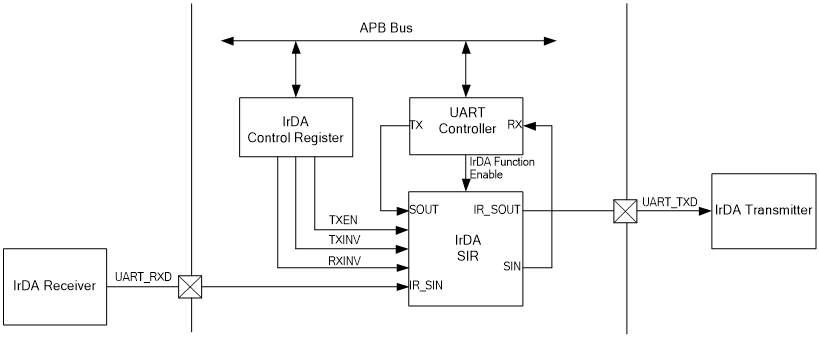 APB Bus
IrDA
Control Register
UART
Controller
TX
RX
IrDA Function
Enable
SOUT
IR_SOUT
IrDA
SIR
SIN
IR_SIN
TXEN
TXINV
RXINV
UART_RXD
IrDA Receiver
UART_TXD
IrDA Transmitter